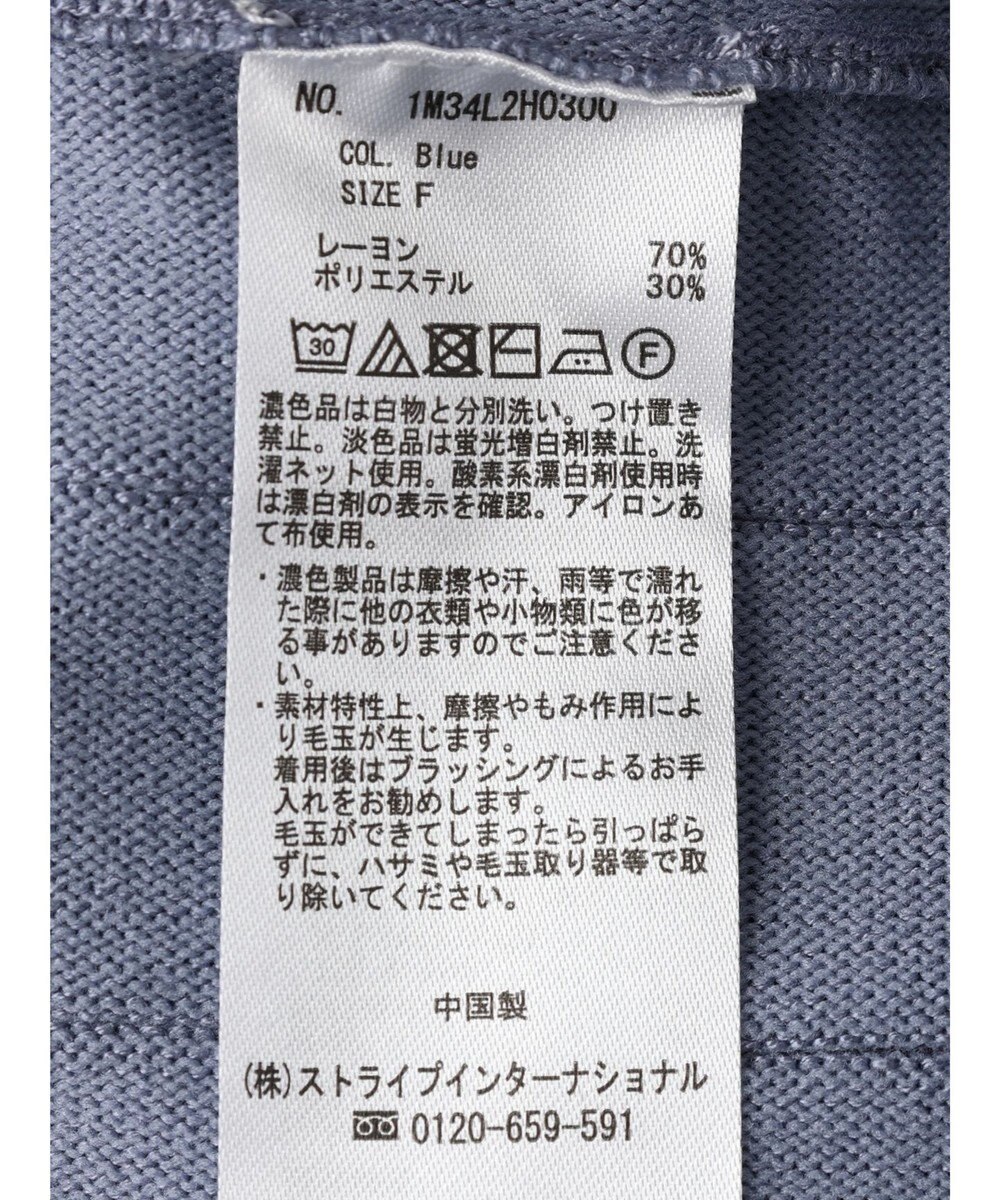 NO. 1M34L2H0300
COL. Blue
SIZE F
レーヨン 70%
ポリエステル 30%
30 F
濃色品は白物と分別洗い。つけ置き
禁止。淡色品は蛍光増白剤禁止。洗
濯ネット使用。酸素系漂白剤使用時
は漂白剤の表示を確認。アイロンあ
て布使用。
・濃色製品は摩擦や汗、雨等で濡れ
た際に他の衣類や小物類に色が移
る事がありますのでご注意くださ
い。
・素材特性上、摩擦やもみ作用によ
り毛玉が生じます。
着用後はブラッシングによるお手
入れをお勧めします。
毛玉ができてしまったら引っぱら
ずに、ハサミや毛玉取り器等で取
り除いてください。
中国製
(株)ストライプインターナショナル
0120-659-591